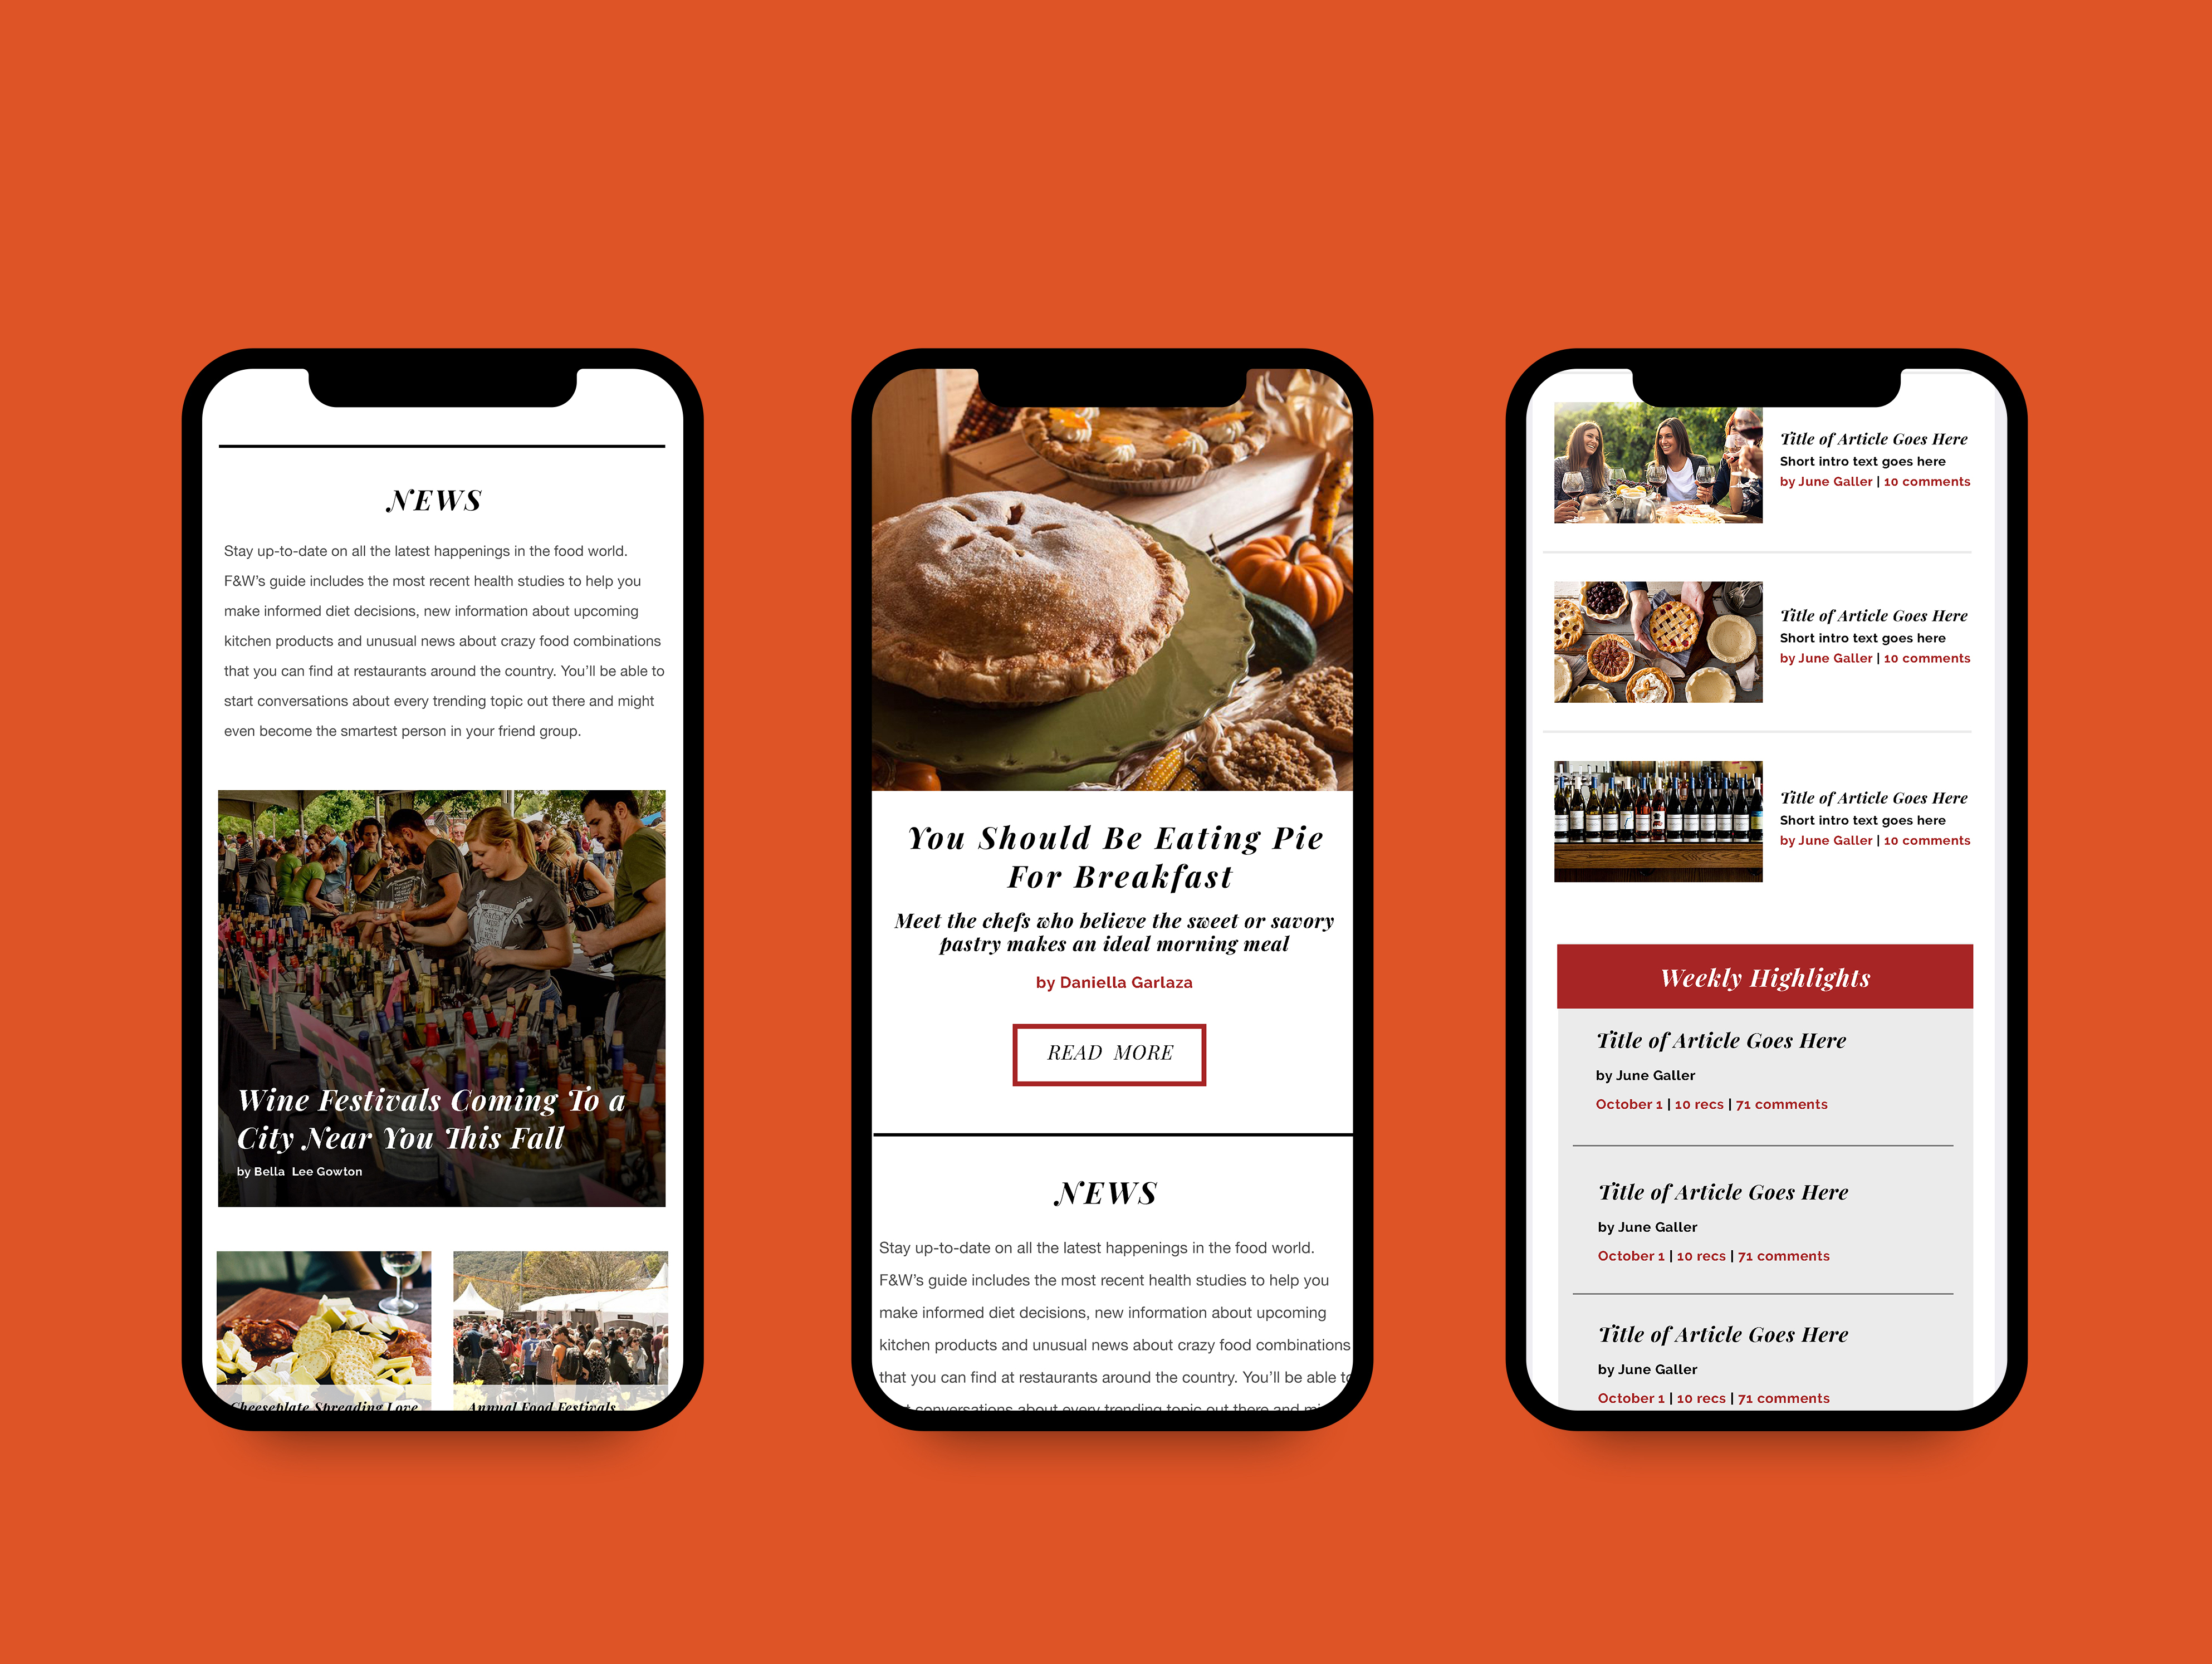 NEWS
Stay up-to-date on all the latest happenings in the food world.
F&W’s guide includes the most recent health studies to help you
make informed diet decisions, new information about upcoming
kitchen products and unusual news about crazy food combinations
that you can find at restaurants around the country. You’ll be able to
start conversations about every trending topic out there and might
even become the smartest person in your friend group.
Wine Festivals Coming To a
City Near You This Fall
by Bella Lee Gowton
Cheeseplate Spreading Love
Annual Food Festivals
You Should Be Eating Pie
For Breakfast
Meet the chefs who believe the sweet or savory
pastry makes an ideal morning meal
by Daniella Garlaza
READ MORE
NEWS
Stay up-to-date on all the latest happenings in the food world.
F&W’s guide includes the most recent health studies to help you
make informed diet decisions, new information about upcoming
kitchen products and unusual news about crazy food combinations
that you can find at restaurants around the country. You’ll be able to
conversations about every trending topic out there and
Title of Article Goes Here
Short intro text goes here
by June Galler | 10 comments
Title of Article Goes Here
Short intro text goes here
by June Galler | 10 comments
Title of Article Goes Here
Short intro text goes here
by June Galler | 10 comments
Weekly Highlights
Title of Article Goes Here
by June Galler
October 1 | 10 recs | 71 comments
Title of Article Goes Here
by June Galler
October 1 | 10 recs | 71 comments
Title of Article Goes Here
by June Galler
October 1 | 10 recs | 71 comments